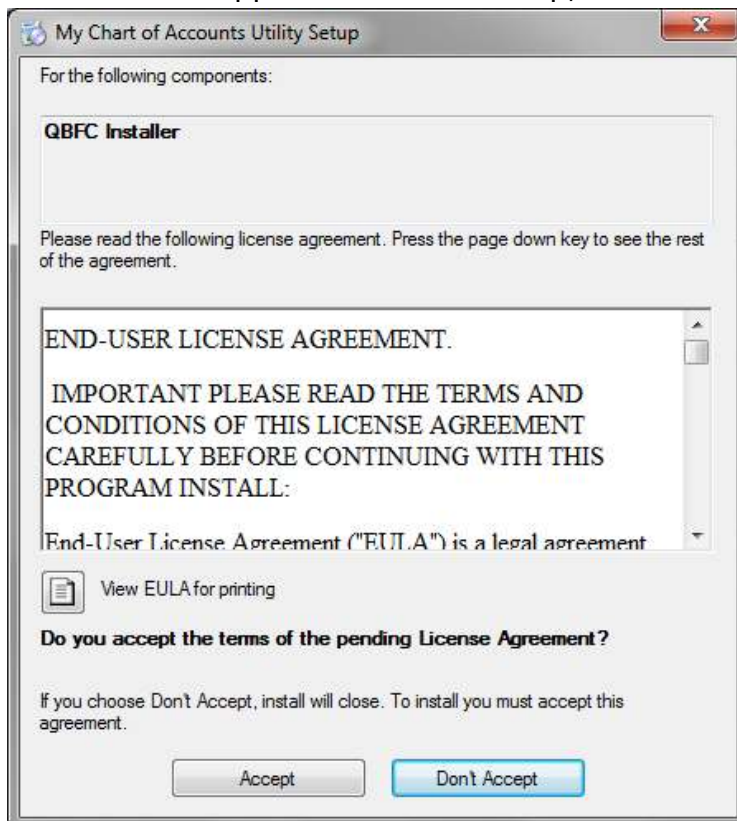 My Chart of Accounts Utility Setup
For the following components:
QBFC Installer
Please read the following license agreement. Press the page down key to see the rest
of the agreement.
END-USER LICENSE AGREEMENT.
IMPORTANT PLEASE READ THE TERMS AND
CONDITIONS OF THIS LICENSE AGREEMENT
CAREFULLY BEFORE CONTINUING WITH THIS
PROGRAM INSTALL:
End-User License Agreement ("EULA") is a legal agreement
View EULA for printing
Do you accept the terms of the pending License Agreement?
If you choose Don't Accept, install will close. To install you must accept this
agreement.
Accept
Don't Accept